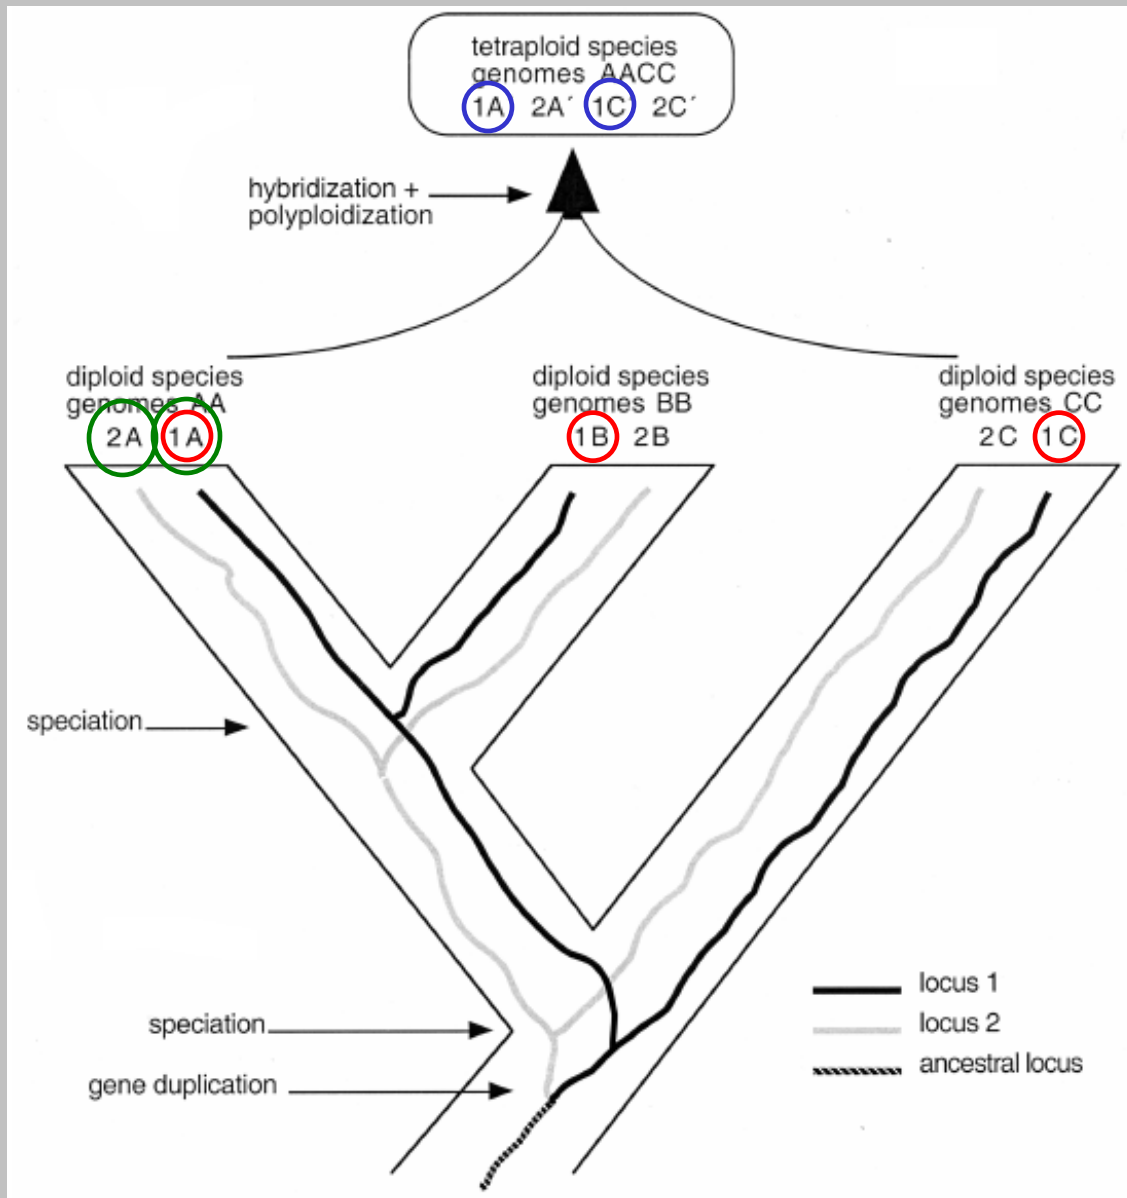 tetraploid species
genomes AACC
1A 2A´ 1C´ 2C´
hybridization +
polyploidization
diploid species
genomes AA
2A 1A
diploid species
genomes BB
1B 2B
diploid species
genomes CC
2C 1C
speciation
locus 1
speciation
locus 2
gene duplication
ancestral locus